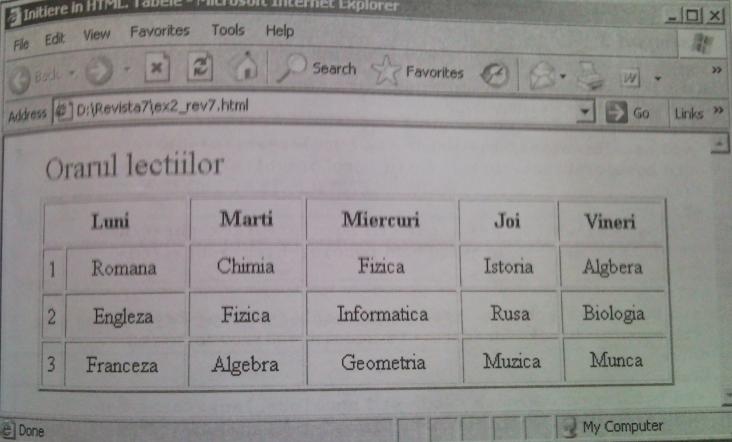 Initiere in HTML. Tabele - Microsoft Internet Explorer
File Edit View Favorites Tools Help
Back Search Favorites W »
Address D:\Revista7\ex2_rev7.html Go Links »
Orarul lectiilor
Luni Marti Miercuri Joi Vineri
1 Romana Chimia Fizica Istoria Algbera
2 Engleza Fizica Informatica Rusa Biologia
3 Franceza Algebra Geometria Muzica Munca
Done My Computer